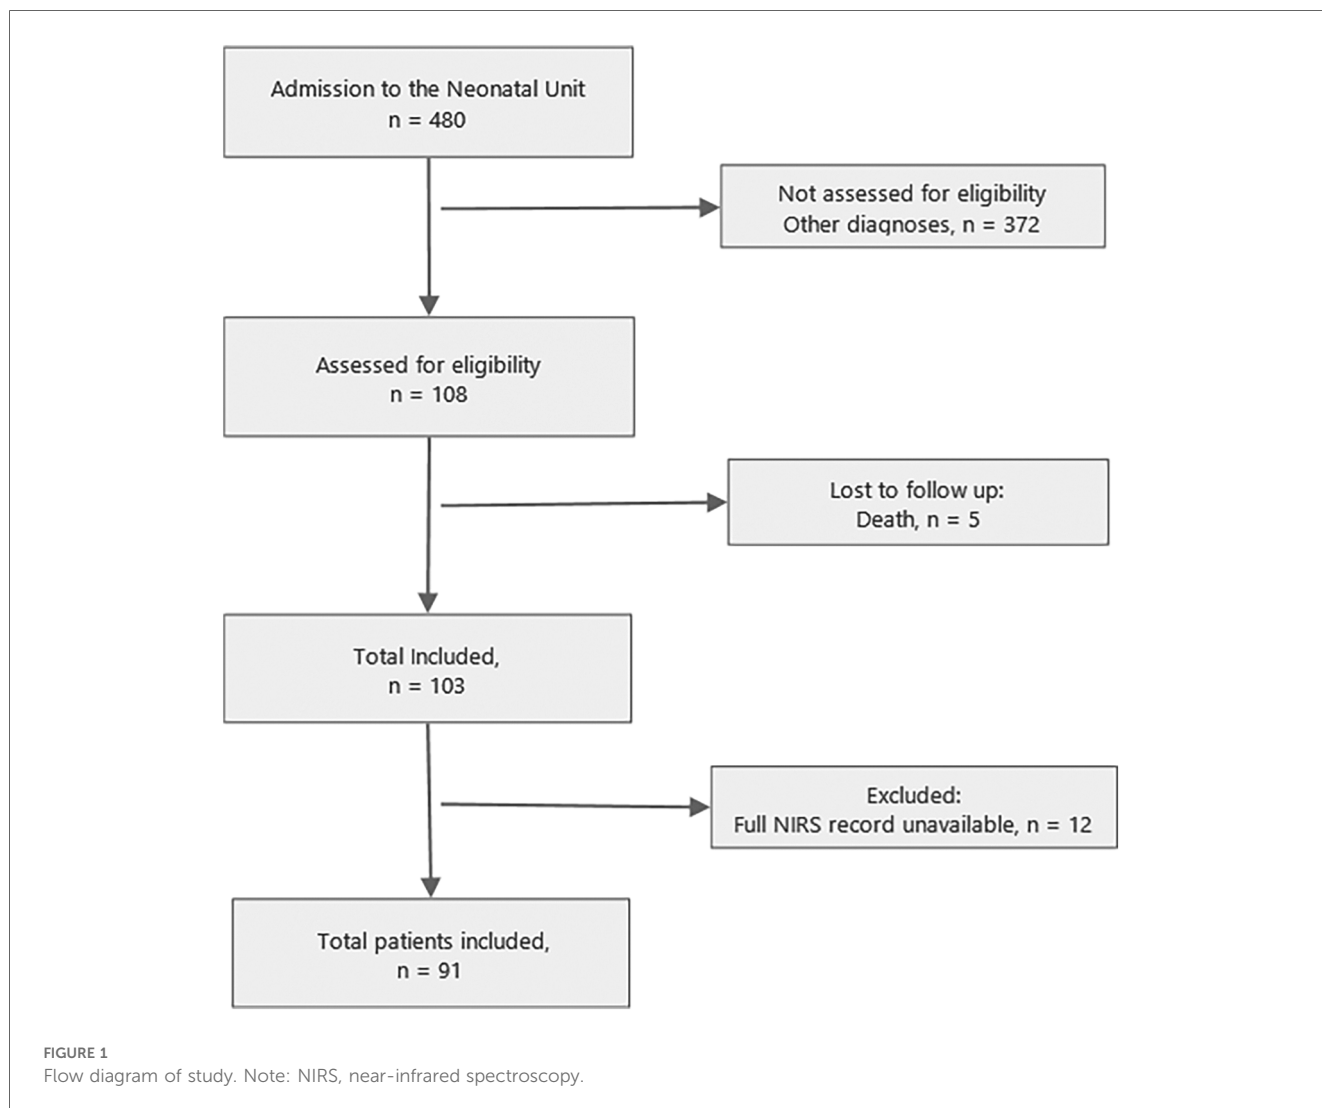 Admission to the Neonatal Unit
n = 480
Not assessed for eligibility
Other diagnoses, n = 372
Assessed for eligibility
n = 108
Lost to follow up:
Death, n = 5
Total Included,
n = 103
Excluded:
Full NIRS record unavailable, n = 12
Total patients included,
n = 91
FIGURE 1
Flow diagram of study. Note: NIRS, near-infrared spectroscopy.